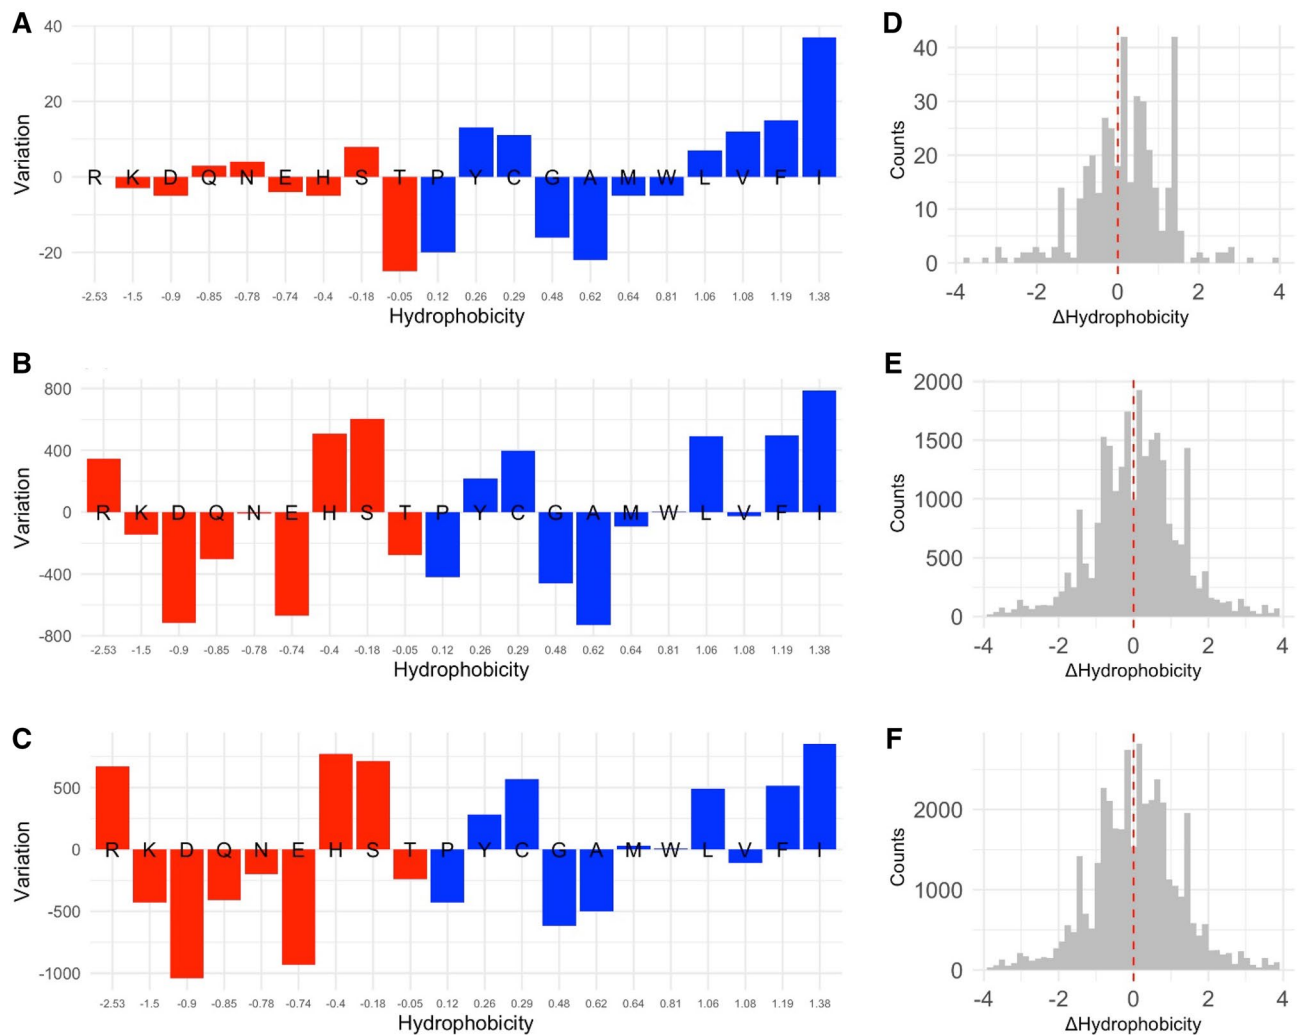 A
40
20
0
-20
Variation
R K D Q N E H S T P Y C G A M W L V F I
-2.53 -1.5 -0.9 -0.85 -0.78 -0.74 -0.4 -0.18 -0.05 0.12 0.26 0.29 0.48 0.62 0.64 0.81 1.06 1.08 1.19 1.38
Hydrophobicity
D
40
30
20
10
0
Counts
-4 -2 0 2 4
ΔHydrophobicity
B
800
400
0
-400
-800
Variation
R K D Q N E H S T P Y C G A M W L V F I
-2.53 -1.5 -0.9 -0.85 -0.78 -0.74 -0.4 -0.18 -0.05 0.12 0.26 0.29 0.48 0.62 0.64 0.81 1.06 1.08 1.19 1.38
Hydrophobicity
E
2000
1500
1000
500
0
Counts
-4 -2 0 2 4
ΔHydrophobicity
C
500
0
-500
-1000
Variation
R K D Q N E H S T P Y C G A M W L V F I
-2.53 -1.5 -0.9 -0.85 -0.78 -0.74 -0.4 -0.18 -0.05 0.12 0.26 0.29 0.48 0.62 0.64 0.81 1.06 1.08 1.19 1.38
Hydrophobicity
F
2000
1000
0
Counts
-4 -2 0 2 4
ΔHydrophobicity